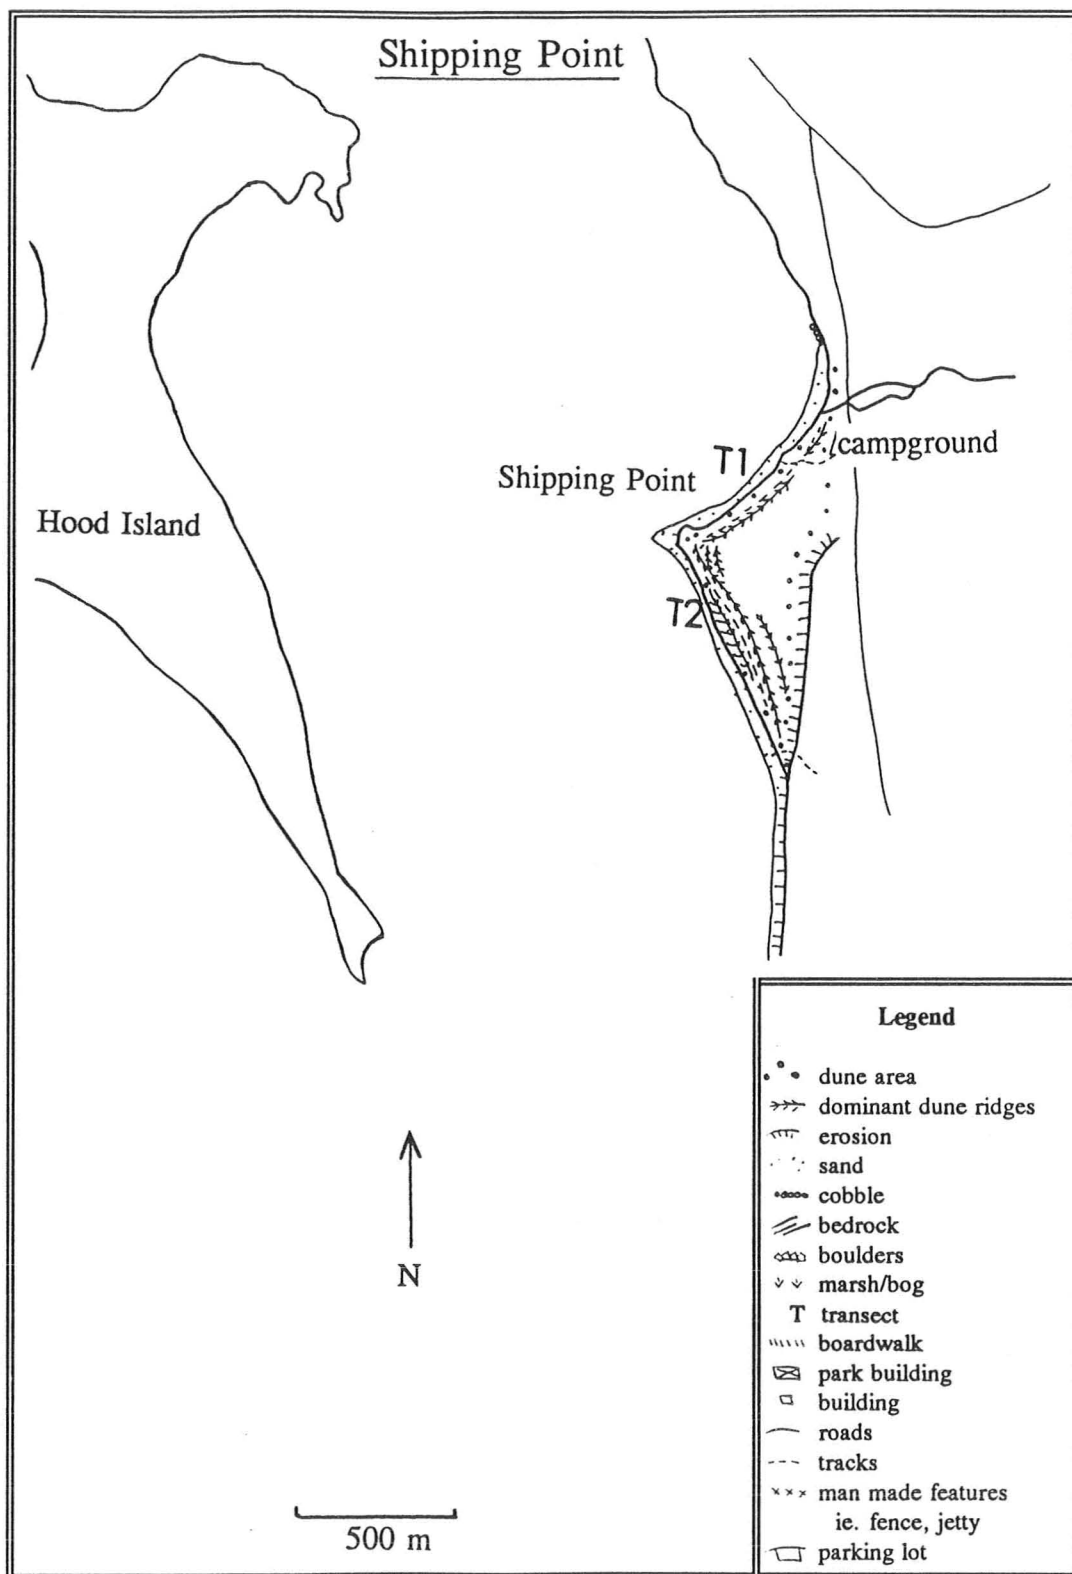 Shipping Point
T1
campground
Shipping Point
Hood Island
T2
N
500 m
Legend
dune area
dominant dune ridges
erosion
sand
cobble
bedrock
boulders
marsh/bog
T transect
boardwalk
park building
building
roads
tracks
man made features
ie. fence, jetty
parking lot